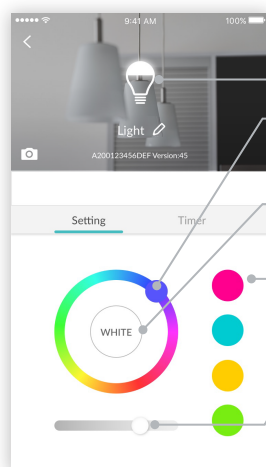 9:41 AM 100%
Light
A200123456DEF Version:45
Setting Timer
WHITE